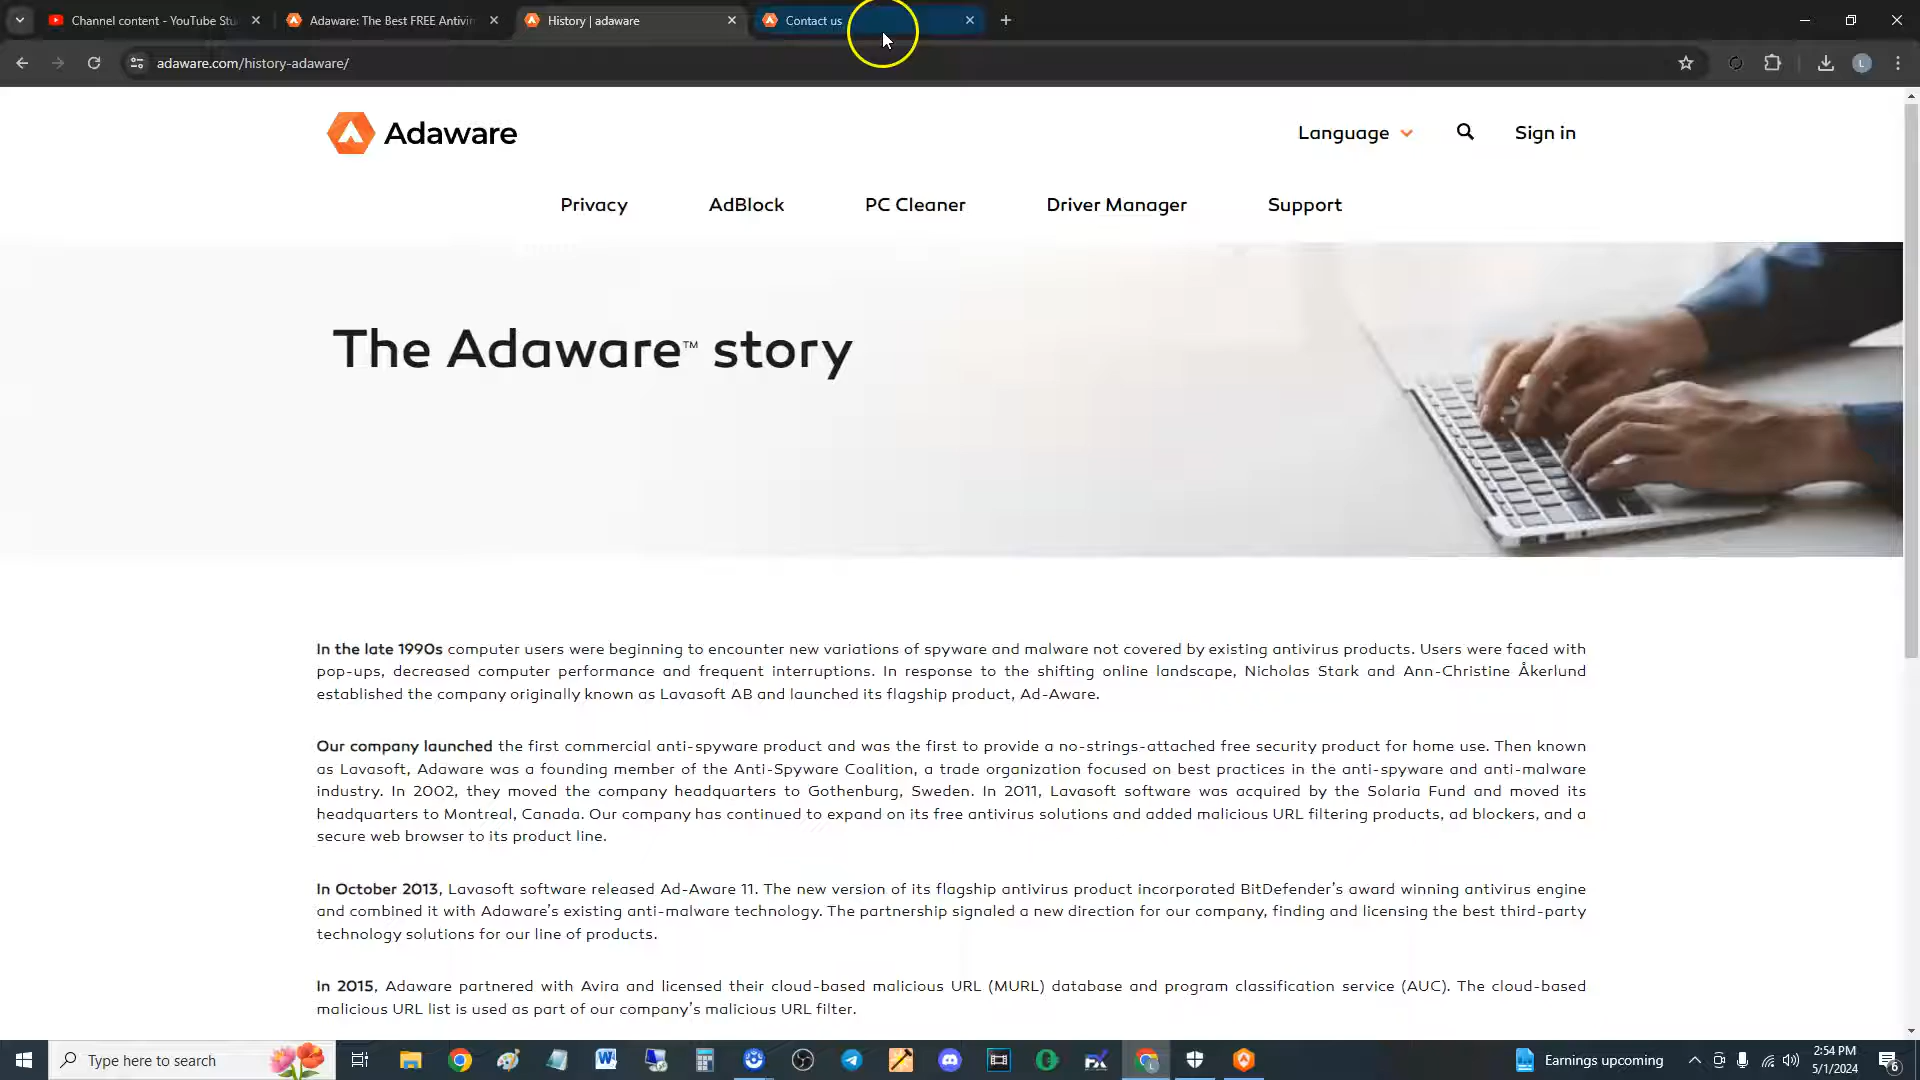 Channel content - YouTube Stu
Adaware: The Best FREE Antivir
History | adaware
Contact us
adaware.com/history-adaware/
L
Adaware
Language
Sign in
Privacy
AdBlock
PC Cleaner
Driver Manager
Support
The Adaware™ story
In the late 1990s computer users were beginning to encounter new variations of spyware and malware not covered by existing antivirus products. Users were faced with
pop-ups, decreased computer performance and frequent interruptions. In response to the shifting online landscape, Nicholas Stark and Ann-Christine Åkerlund
established the company originally known as Lavasoft AB and launched its flagship product, Ad-Aware.
Our company launched the first commercial anti-spyware product and was the first to provide a no-strings-attached free security product for home use. Then known
as Lavasoft, Adaware was a founding member of the Anti-Spyware Coalition, a trade organization focused on best practices in the anti-spyware and anti-malware
industry. In 2002, they moved the company headquarters to Gothenburg, Sweden. In 2011, Lavasoft software was acquired by the Solaria Fund and moved its
headquarters to Montreal, Canada. Our company has continued to expand on its free antivirus solutions and added malicious URL filtering products, ad blockers, and a
secure web browser to its product line.
In October 2013, Lavasoft software released Ad-Aware 11. The new version of its flagship antivirus product incorporated BitDefender's award winning antivirus engine
and combined it with Adaware's existing anti-malware technology. The partnership signaled a new direction for our company, finding and licensing the best third-party
technology solutions for our line of products.
In 2015, Adaware partnered with Avira and licensed their cloud-based malicious URL (MURL) database and program classification service (AUC). The cloud-based
malicious URL list is used as part of our company's malicious URL filter.
Type here to search
Earnings upcoming
2:54 PM
5/1/2024
6